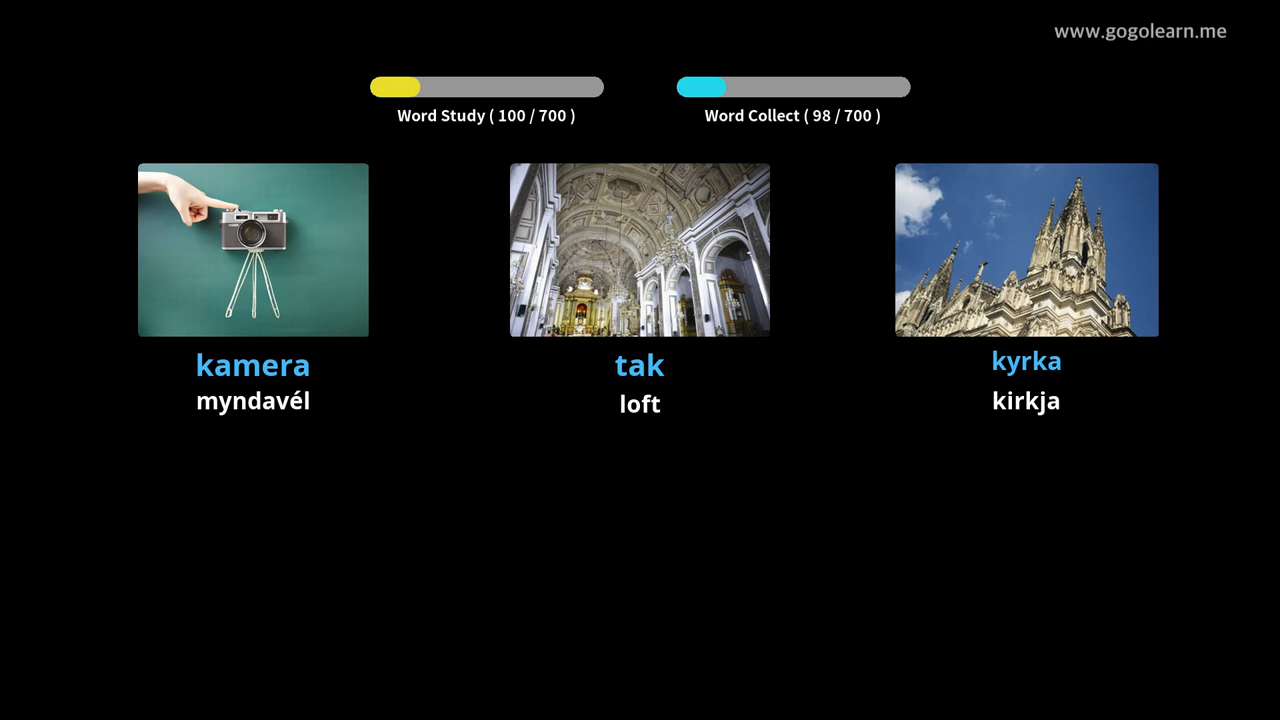 www.gogolearn.me
Word Study ( 100 / 700 )
Word Collect ( 98 / 700 )
kamera
myndavél
tak
loft
kyrka
kirkja